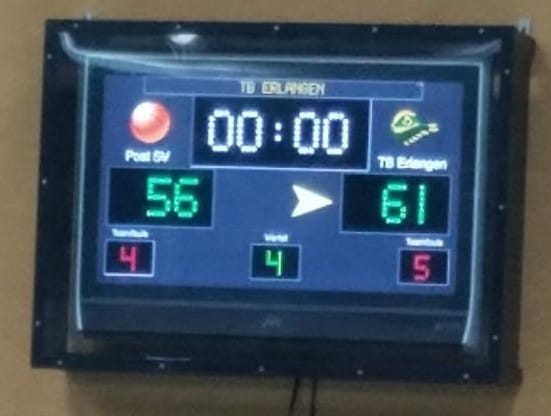 TB ERLANGEN
00:00
Post SV
TB Erlangen
56
61
Teamfouls
Viertel
Teamfouls
4
4
5